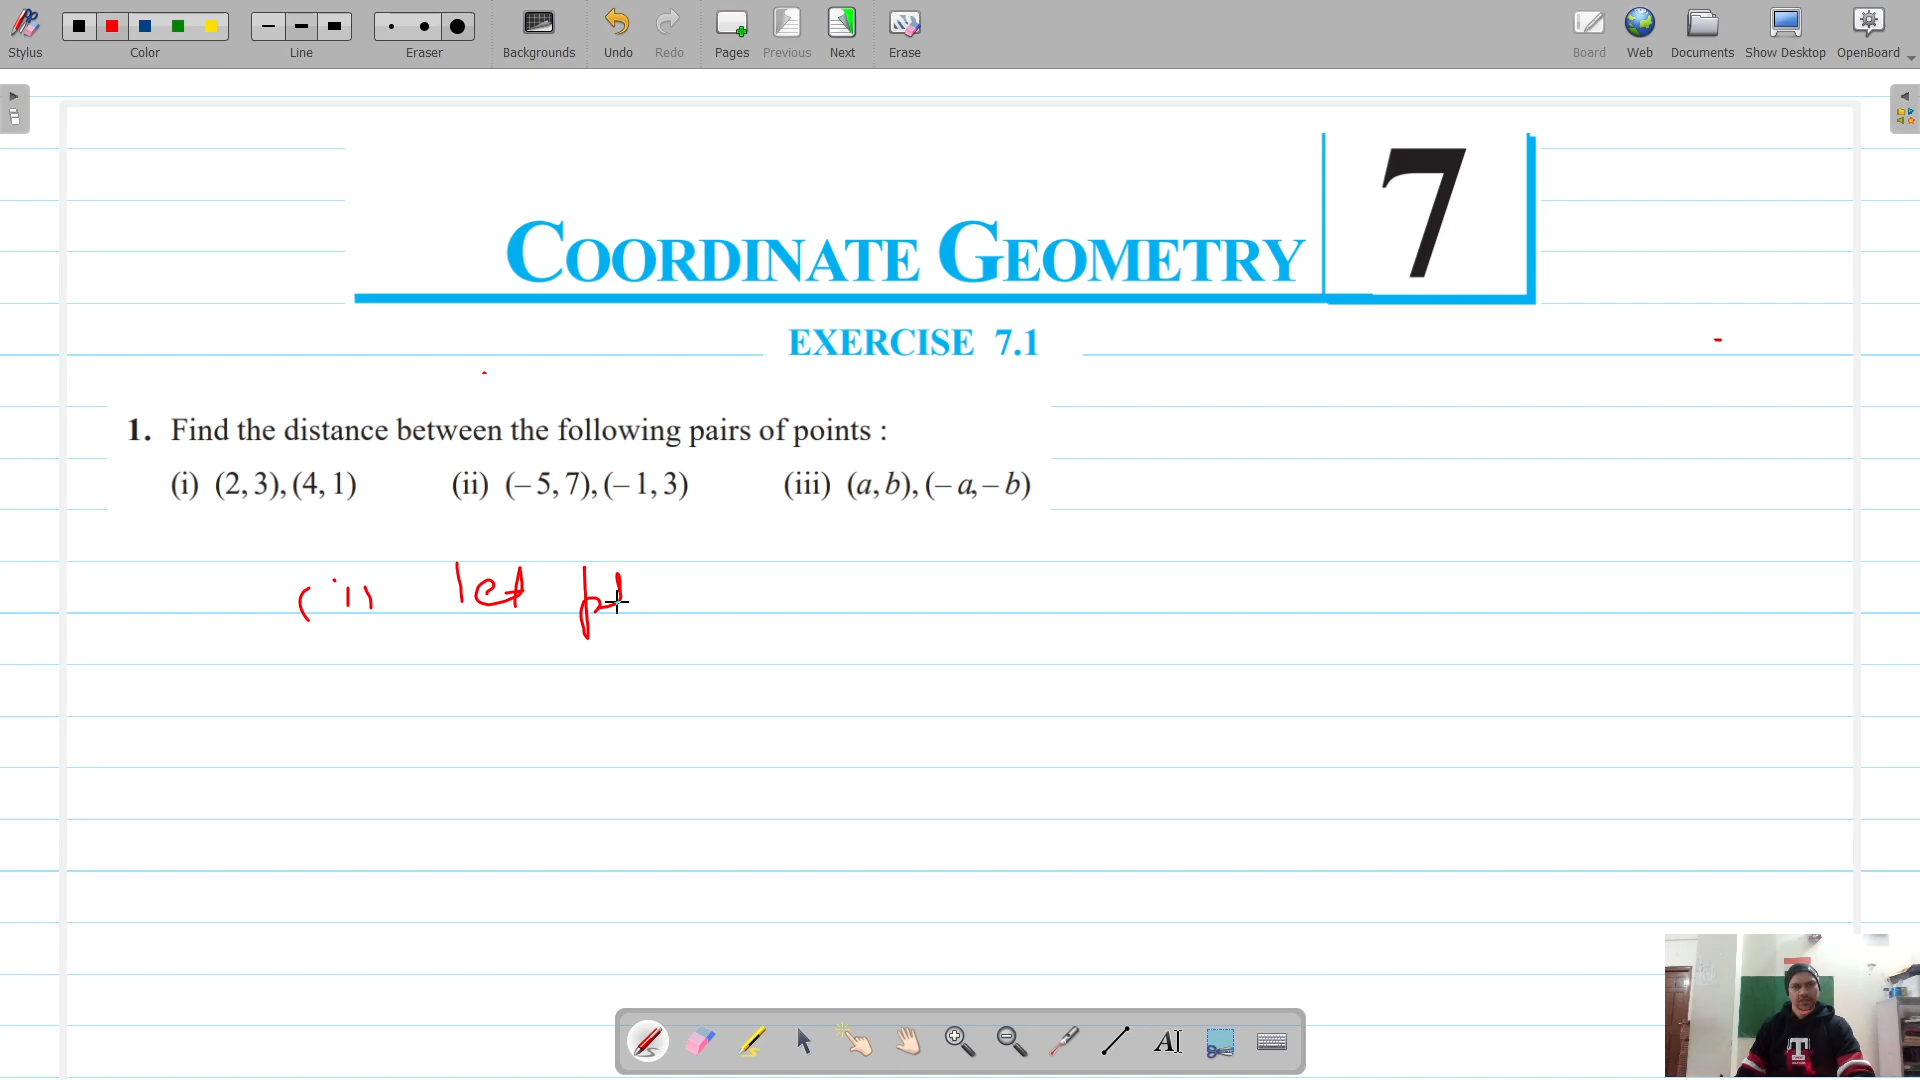 Stylus Color Line Eraser Backgrounds Undo Redo Pages Previous Next Erase Board Web Documents Show Desktop OpenBoard
7
COORDINATE GEOMETRY
EXERCISE 7.1
1. Find the distance between the following pairs of points :
(i) (2, 3), (4, 1) (ii) (– 5, 7), (– 1, 3) (iii) (a, b), (– a, – b)
(i) let pt